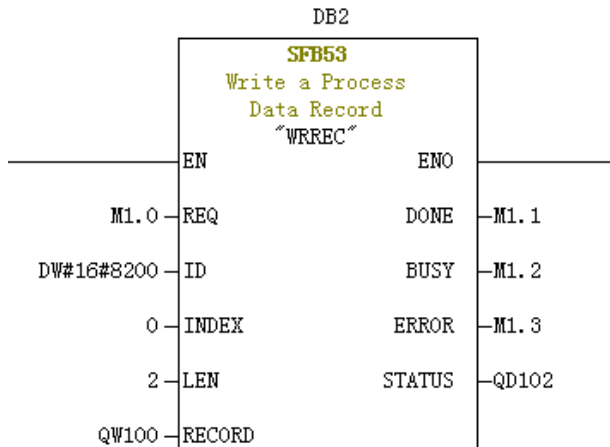 DB2
SFB53
Write a Process
Data Record
"WRREC"
EN ENO
M1.0 REQ DONE M1.1
DW#16#8200 ID BUSY M1.2
0 INDEX ERROR M1.3
2 LEN STATUS QD102
QW100 RECORD